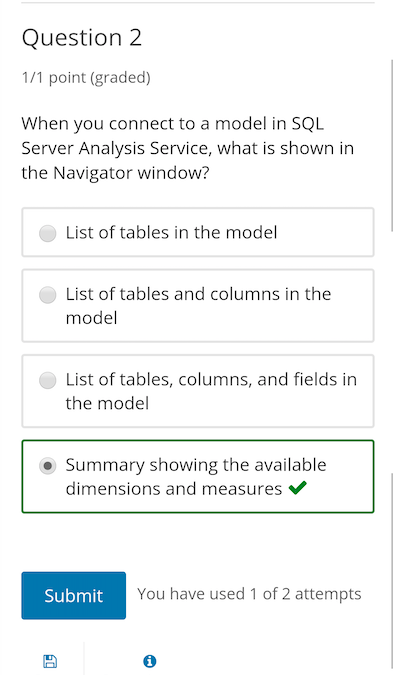 Question 2
1/1 point (graded)
When you connect to a model in SQL
Server Analysis Service, what is shown in
the Navigator window?
List of tables in the model
List of tables and columns in the
model
List of tables, columns, and fields in
the model
Summary showing the available
dimensions and measures
Submit
You have used 1 of 2 attempts